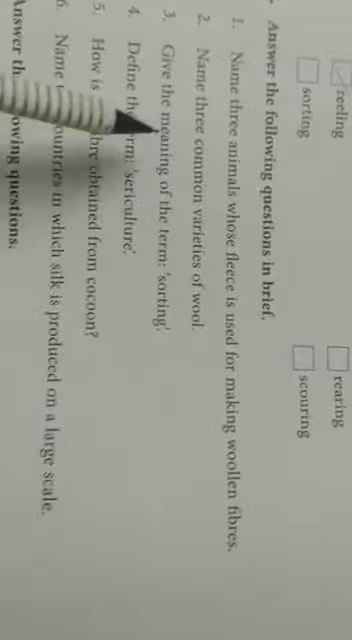 reeling rearing
sorting scouring
Answer the following questions in brief.
1. Name three animals whose fleece is used for making woollen fibres.
2. Name three common varieties of wool.
3. Give the meaning of the term: 'sorting'.
4. Define the term: 'sericulture'.
5. How is obtained from cocoon?
6. Name countries in which silk is produced on a large scale.
Answer questions.